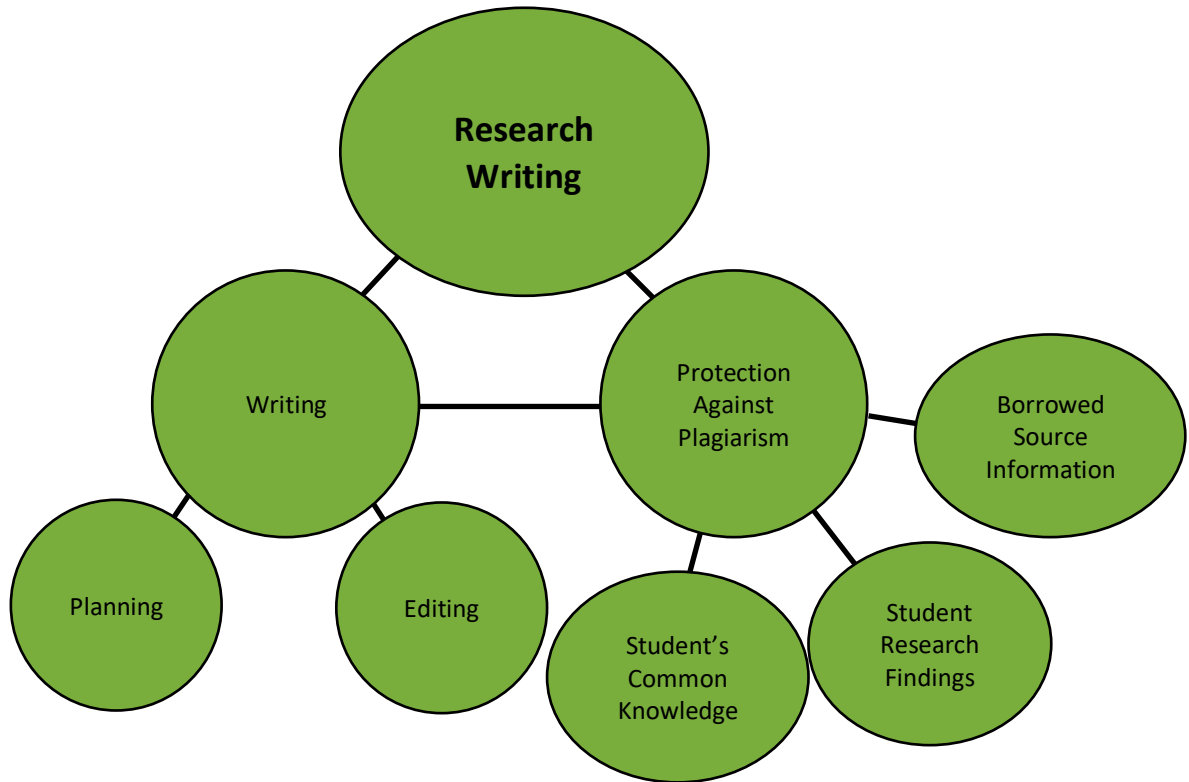 Research
Writing
Writing
Protection
Against
Plagiarism
Borrowed
Source
Information
Planning
Editing
Student’s
Common
Knowledge
Student
Research
Findings